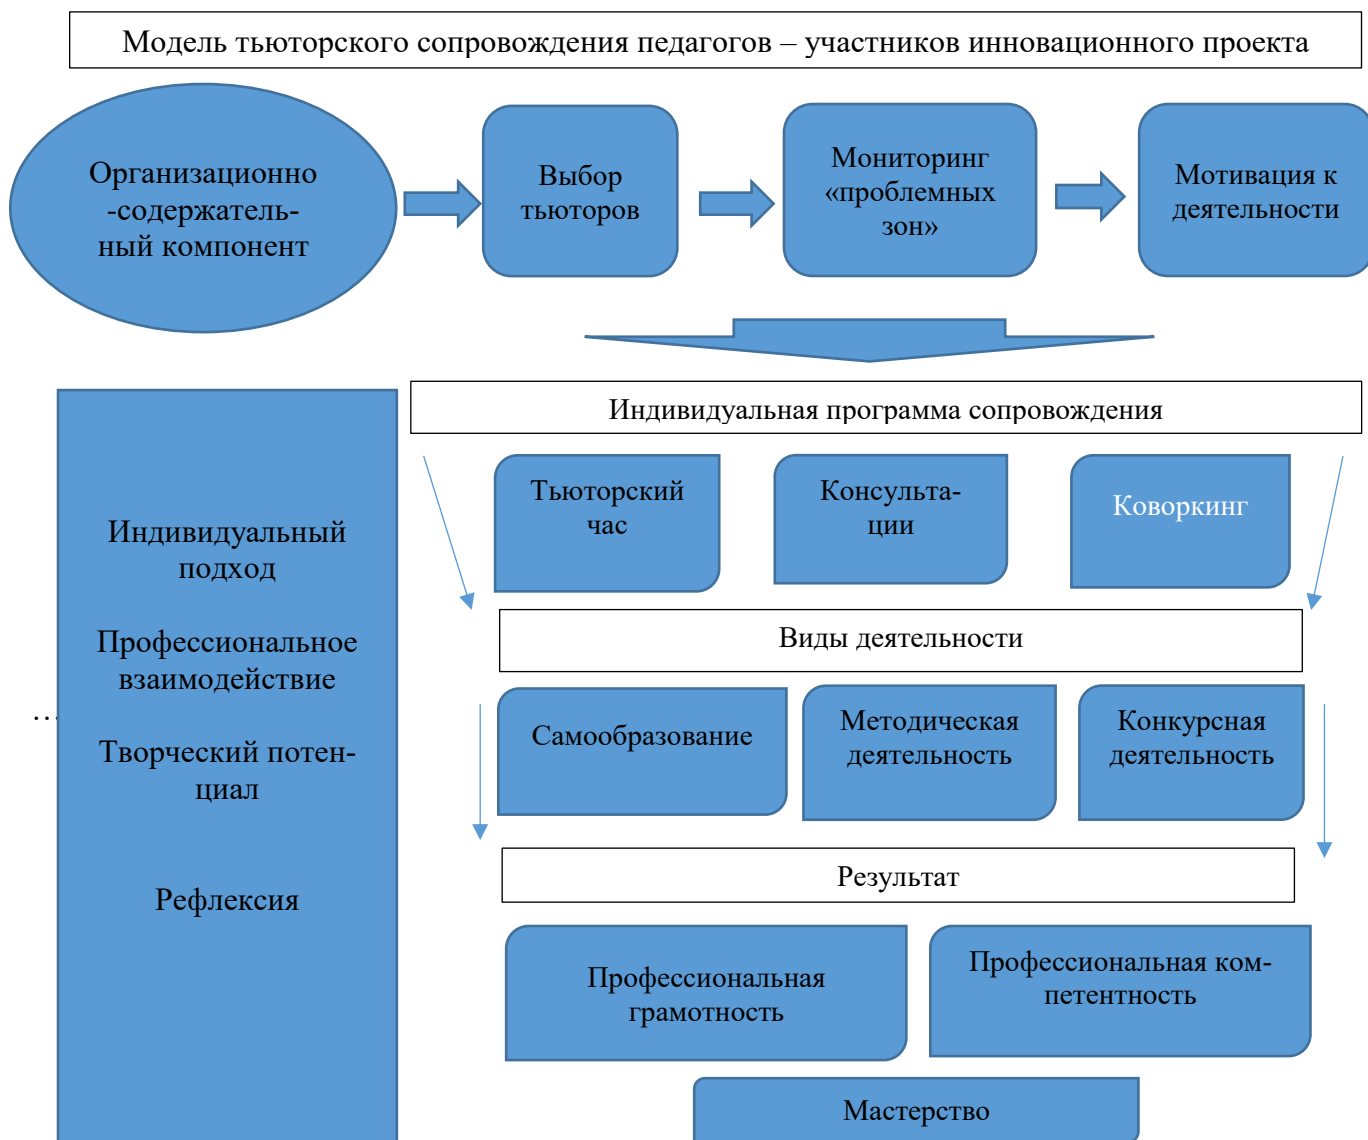 Модель тьюторского сопровождения педагогов – участников инновационного проекта
Организационно
-содержатель-
ный компонент
Выбор
тьюторов
Мониторинг
«проблемных
зон»
Мотивация к
деятельности
Индивидуальная программа сопровождения
Тьюторский
час
Консульта-
ции
Коворкинг
Виды деятельности
Самообразование
Методическая
деятельность
Конкурсная
деятельность
Результат
Профессиональная
грамотность
Профессиональная ком-
петентность
Мастерство
Индивидуальный
подход
Профессиональное
взаимодействие
Творческий потен-
циал
Рефлексия
…